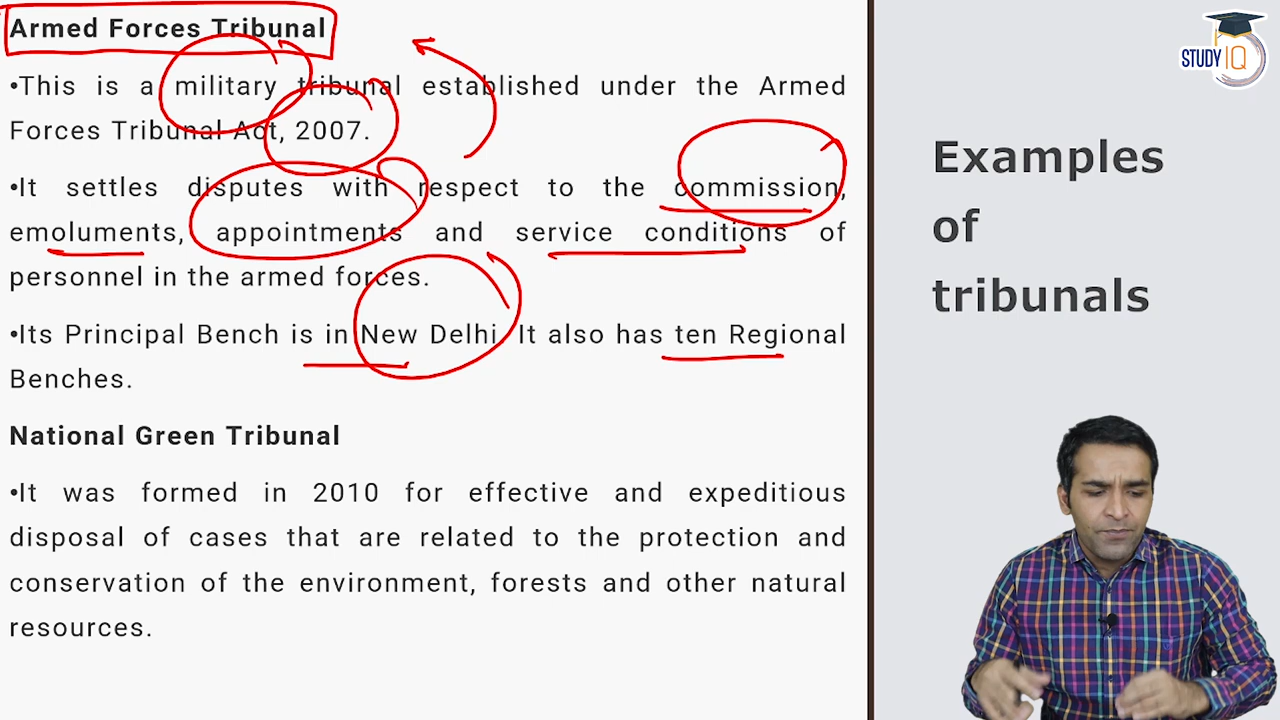 Armed Forces Tribunal
•This is a military tribunal established under the Armed
Forces Tribunal Act, 2007.
•It settles disputes with respect to the commission,
emoluments, appointments and service conditions of
personnel in the armed forces.
•Its Principal Bench is in New Delhi. It also has ten Regional
Benches.
National Green Tribunal
•It was formed in 2010 for effective and expeditious
disposal of cases that are related to the protection and
conservation of the environment, forests and other natural
resources.
STUDY IQ
Examples
of
tribunals